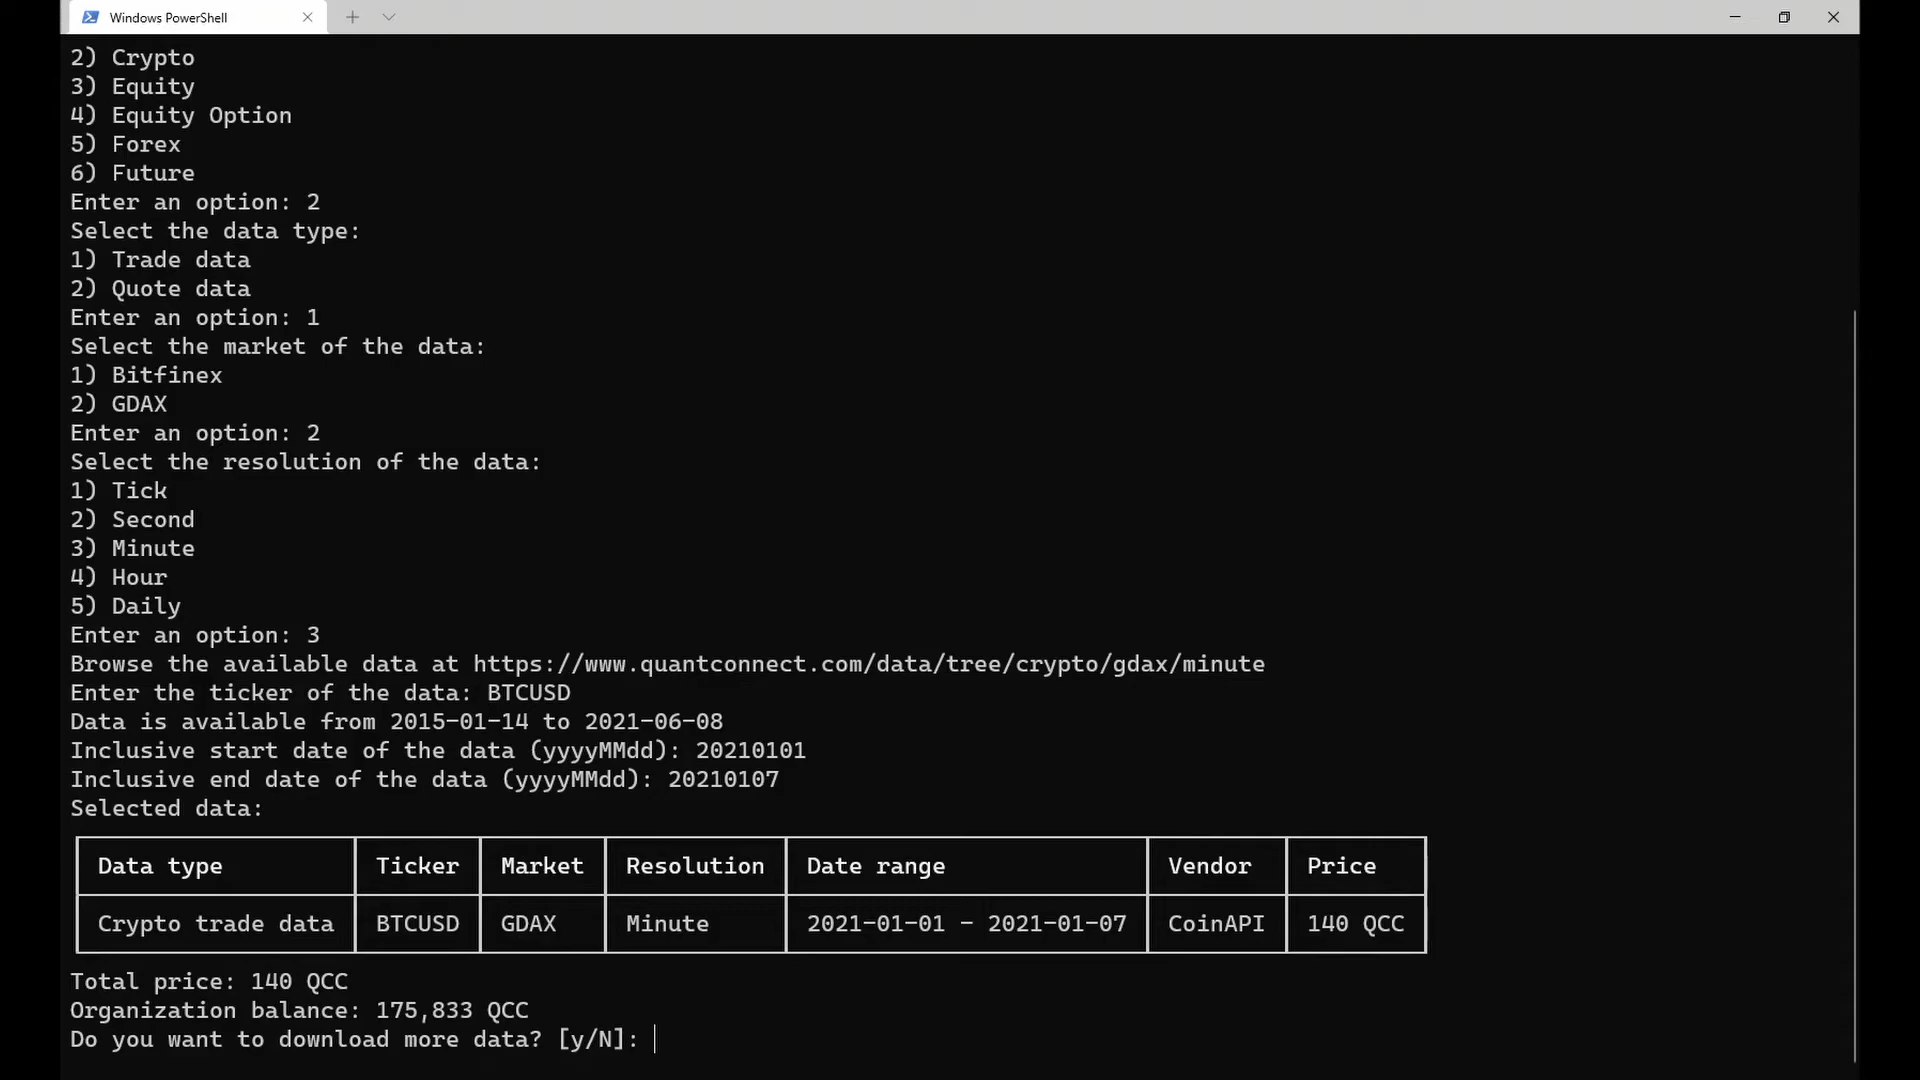 Windows PowerShell
2) Crypto
3) Equity
4) Equity Option
5) Forex
6) Future
Enter an option: 2
Select the data type:
1) Trade data
2) Quote data
Enter an option: 1
Select the market of the data:
1) Bitfinex
2) GDAX
Enter an option: 2
Select the resolution of the data:
1) Tick
2) Second
3) Minute
4) Hour
5) Daily
Enter an option: 3
Browse the available data at https://www.quantconnect.com/data/tree/crypto/gdax/minute
Enter the ticker of the data: BTCUSD
Data is available from 2015-01-14 to 2021-06-08
Inclusive start date of the data (yyyyMMdd): 20210101
Inclusive end date of the data (yyyyMMdd): 20210107
Selected data:
Data type Ticker Market Resolution Date range Vendor Price
Crypto trade data BTCUSD GDAX Minute 2021-01-01 - 2021-01-07 CoinAPI 140 QCC
Total price: 140 QCC
Organization balance: 175,833 QCC
Do you want to download more data? [y/N]: